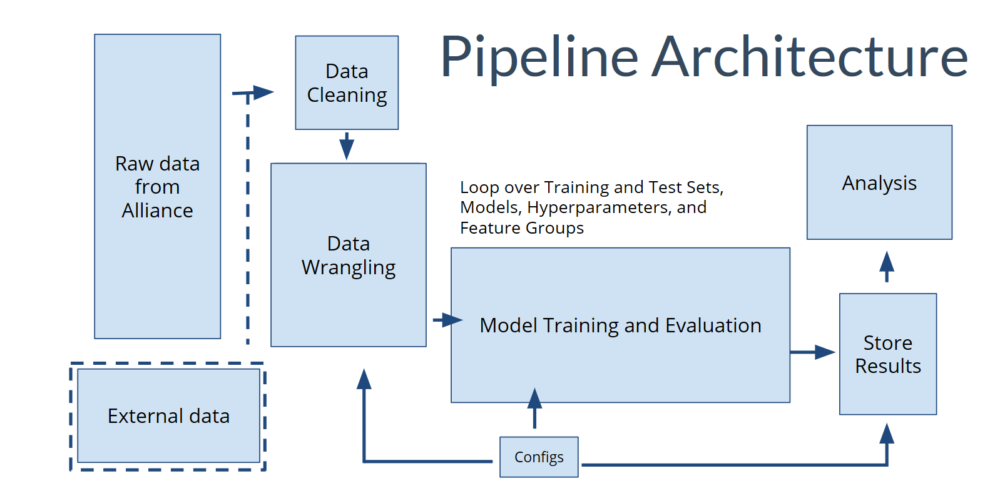 Pipeline Architecture
Raw data
from
Alliance
External data
Data
Cleaning
Data
Wrangling
Loop over Training and Test Sets,
Models, Hyperparameters, and
Feature Groups
Model Training and Evaluation
Configs
Store
Results
Analysis